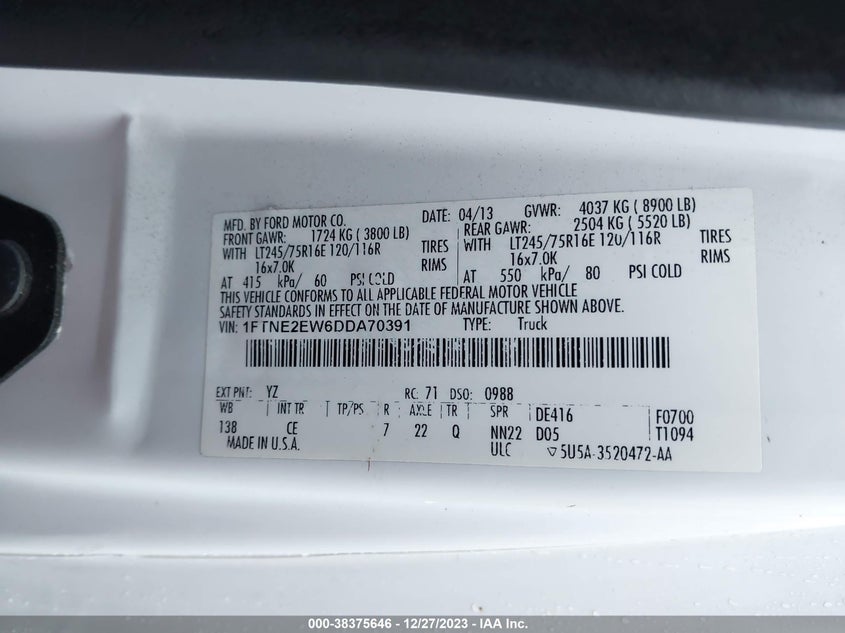 MFD. BY FORD MOTOR CO. DATE: 04/13 GVWR: 4037 KG ( 8900 LB)
FRONT GAWR: 1724 KG ( 3800 LB) REAR GAWR: 2504 KG ( 5520 LB)
WITH LT245/75R16E 120/116R TIRES WITH LT245/75R16E 120/116R TIRES
16x7.0K RIMS 16x7.0K RIMS
AT 415 kPa/ 60 PSI COLD AT 550 kPa/ 80 PSI COLD
THIS VEHICLE CONFORMS TO ALL APPLICABLE FEDERAL MOTOR VEHICLE
SAFETY STANDARDS IN EFFECT ON THE DATE OF MANUFACTURE SHOWN ABOVE.
VIN: 1FTNE2EW6DDA70391 TYPE: Truck
EXT PNT: YZ RC: 71 DSO: 0988
WB INT TR TP/PS R AXLE TR SPR DE416 F0700
138 CE 7 22 Q NN22 D05 T1094
MADE IN U.S.A. ULC ▽5U5A-3520472-AA
000-38375646 - 12/27/2023 - IAA Inc.